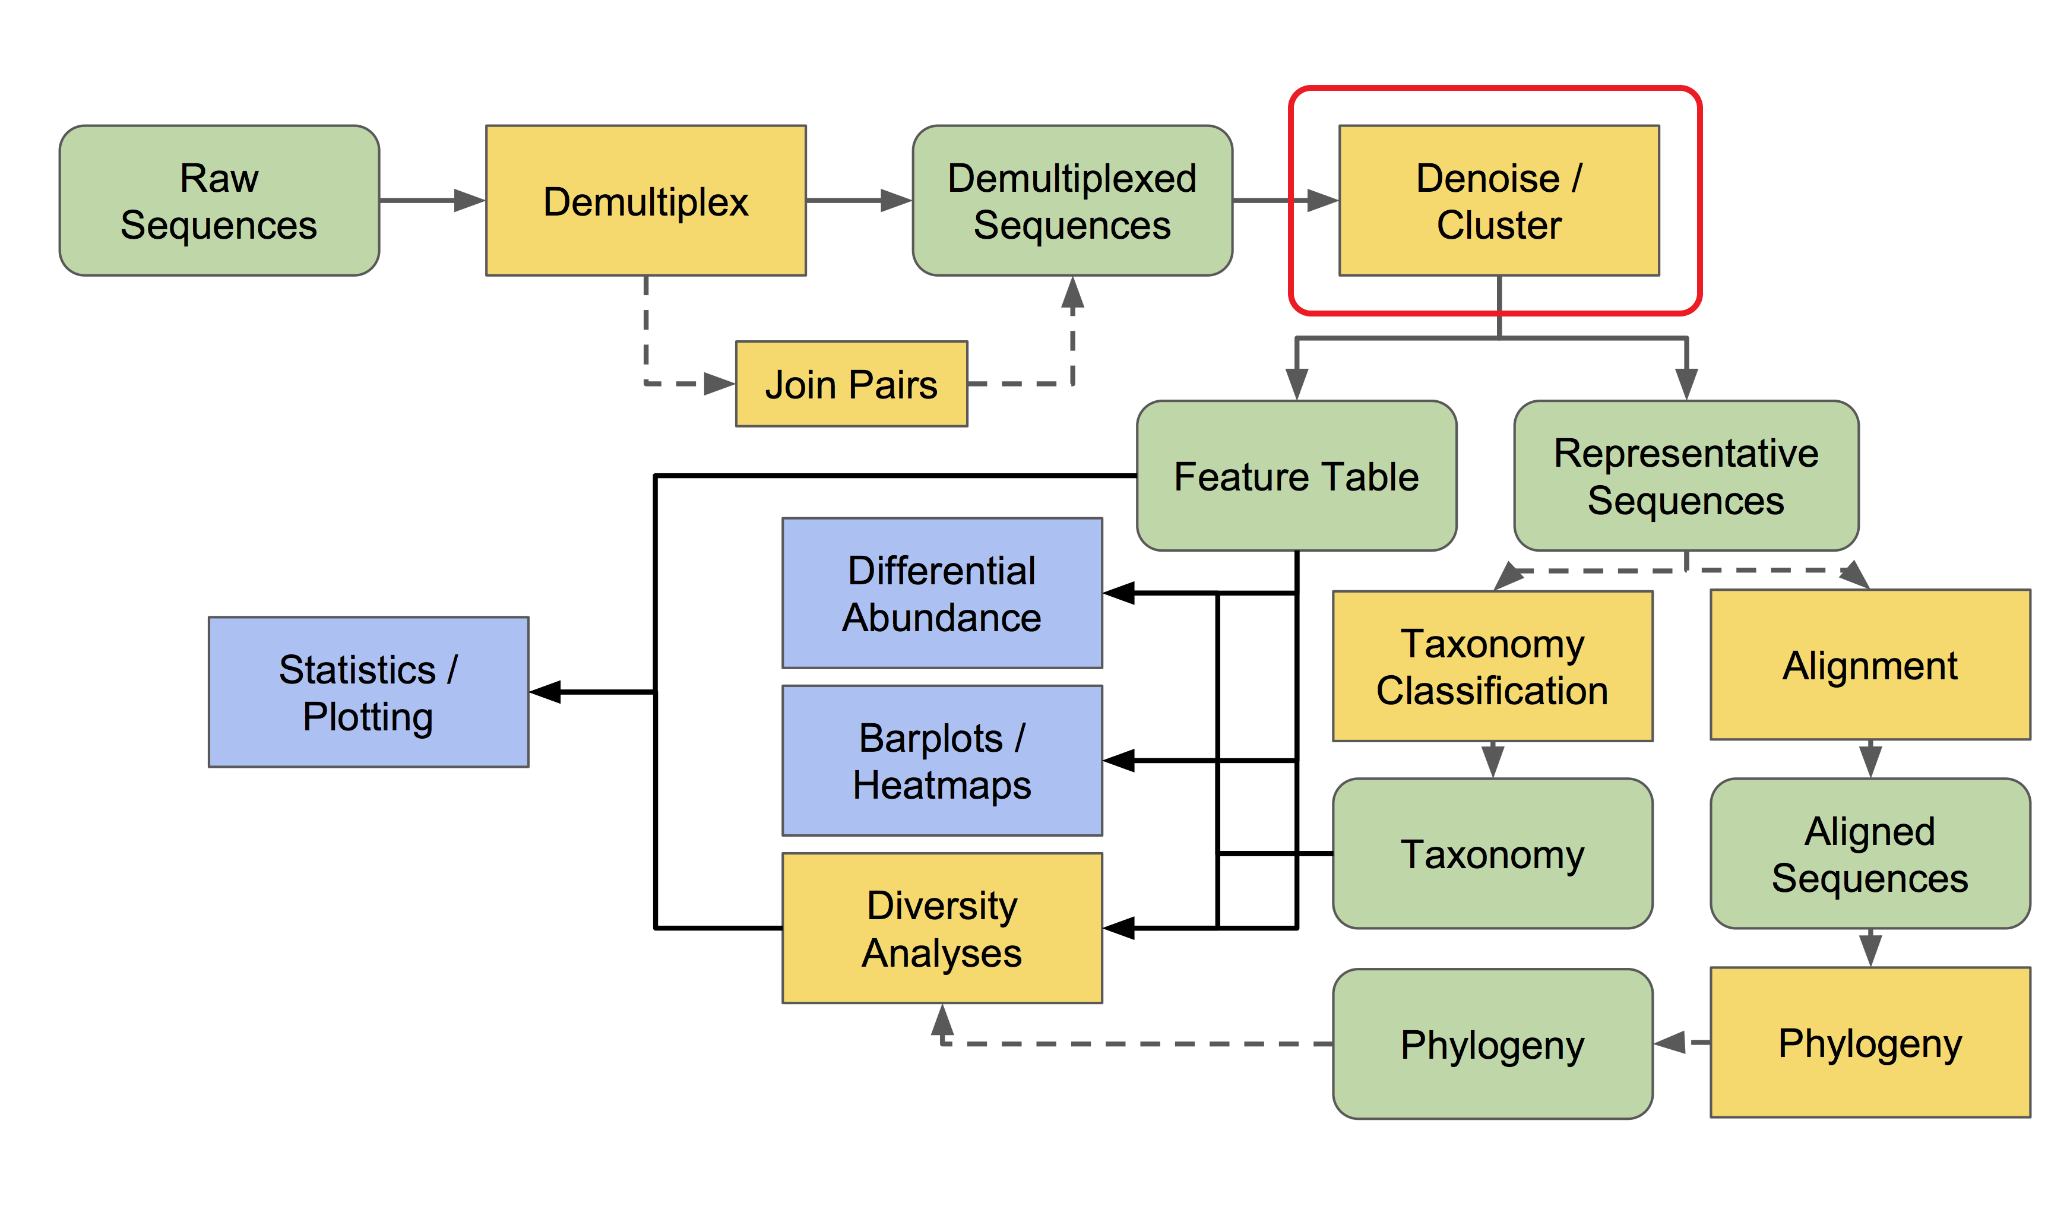 Raw
Sequences
Demultiplex
Demultiplexed
Sequences
Denoise /
Cluster
Join Pairs
Feature Table
Representative
Sequences
Differential
Abundance
Taxonomy
Classification
Alignment
Statistics /
Plotting
Barplots /
Heatmaps
Taxonomy
Aligned
Sequences
Diversity
Analyses
Phylogeny
Phylogeny